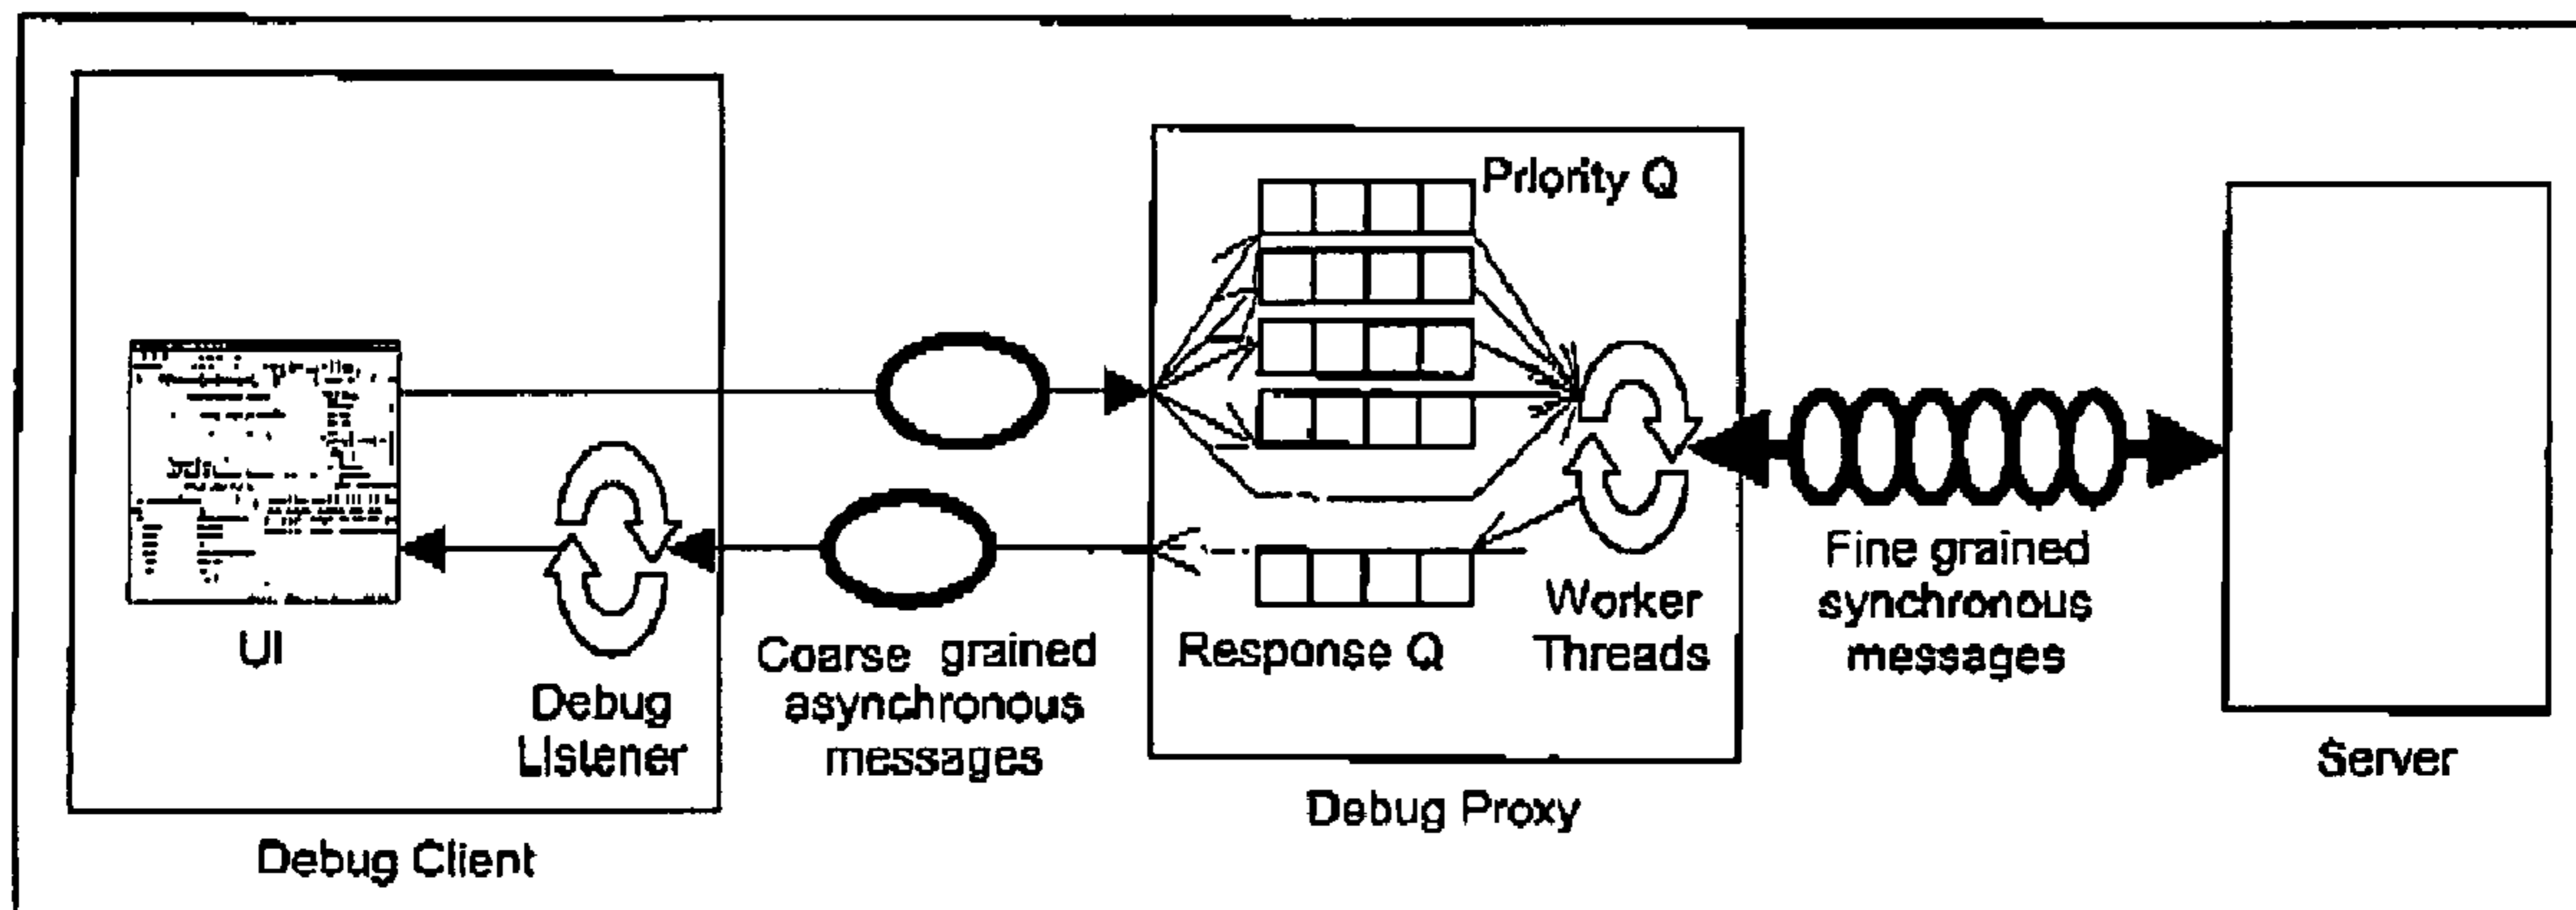 Priority Q
UI
Debug
Listener
Debug Client
Coarse grained
asynchronous
messages
Response Q
Worker
Threads
Debug Proxy
Fine grained
synchronous
messages
Server